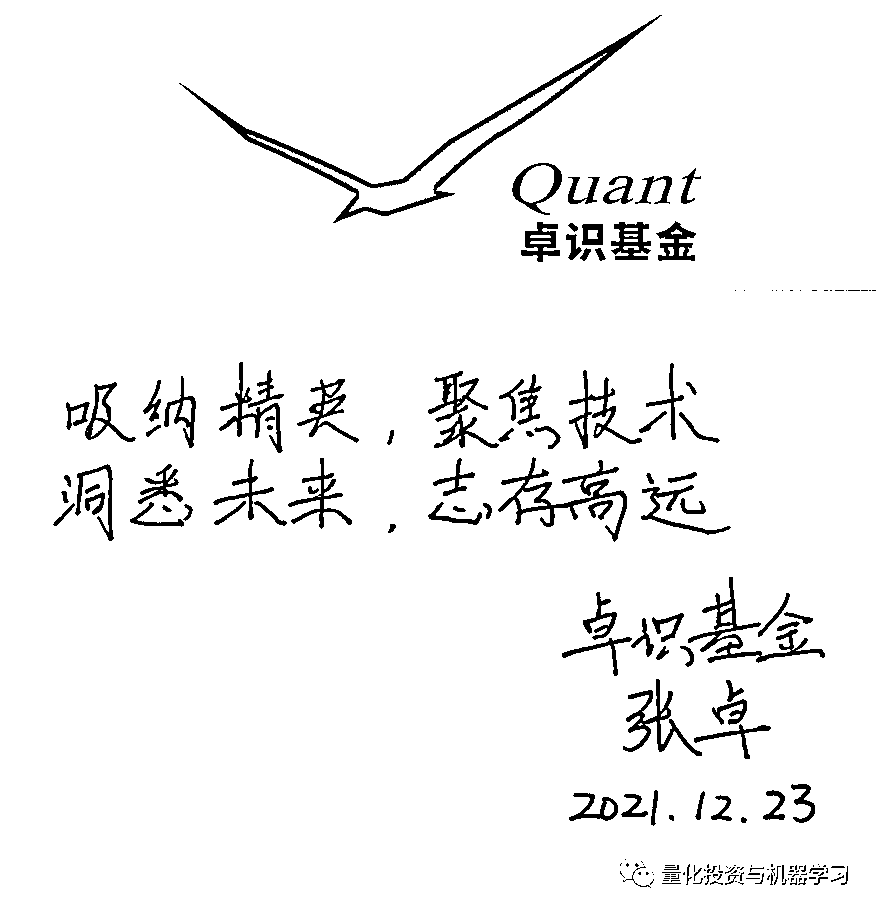 Quant
卓识基金
吸纳精英，聚焦技术
洞悉未来，志存高远
卓识基金
张卓
2021.12.23
量化投资与机器学习